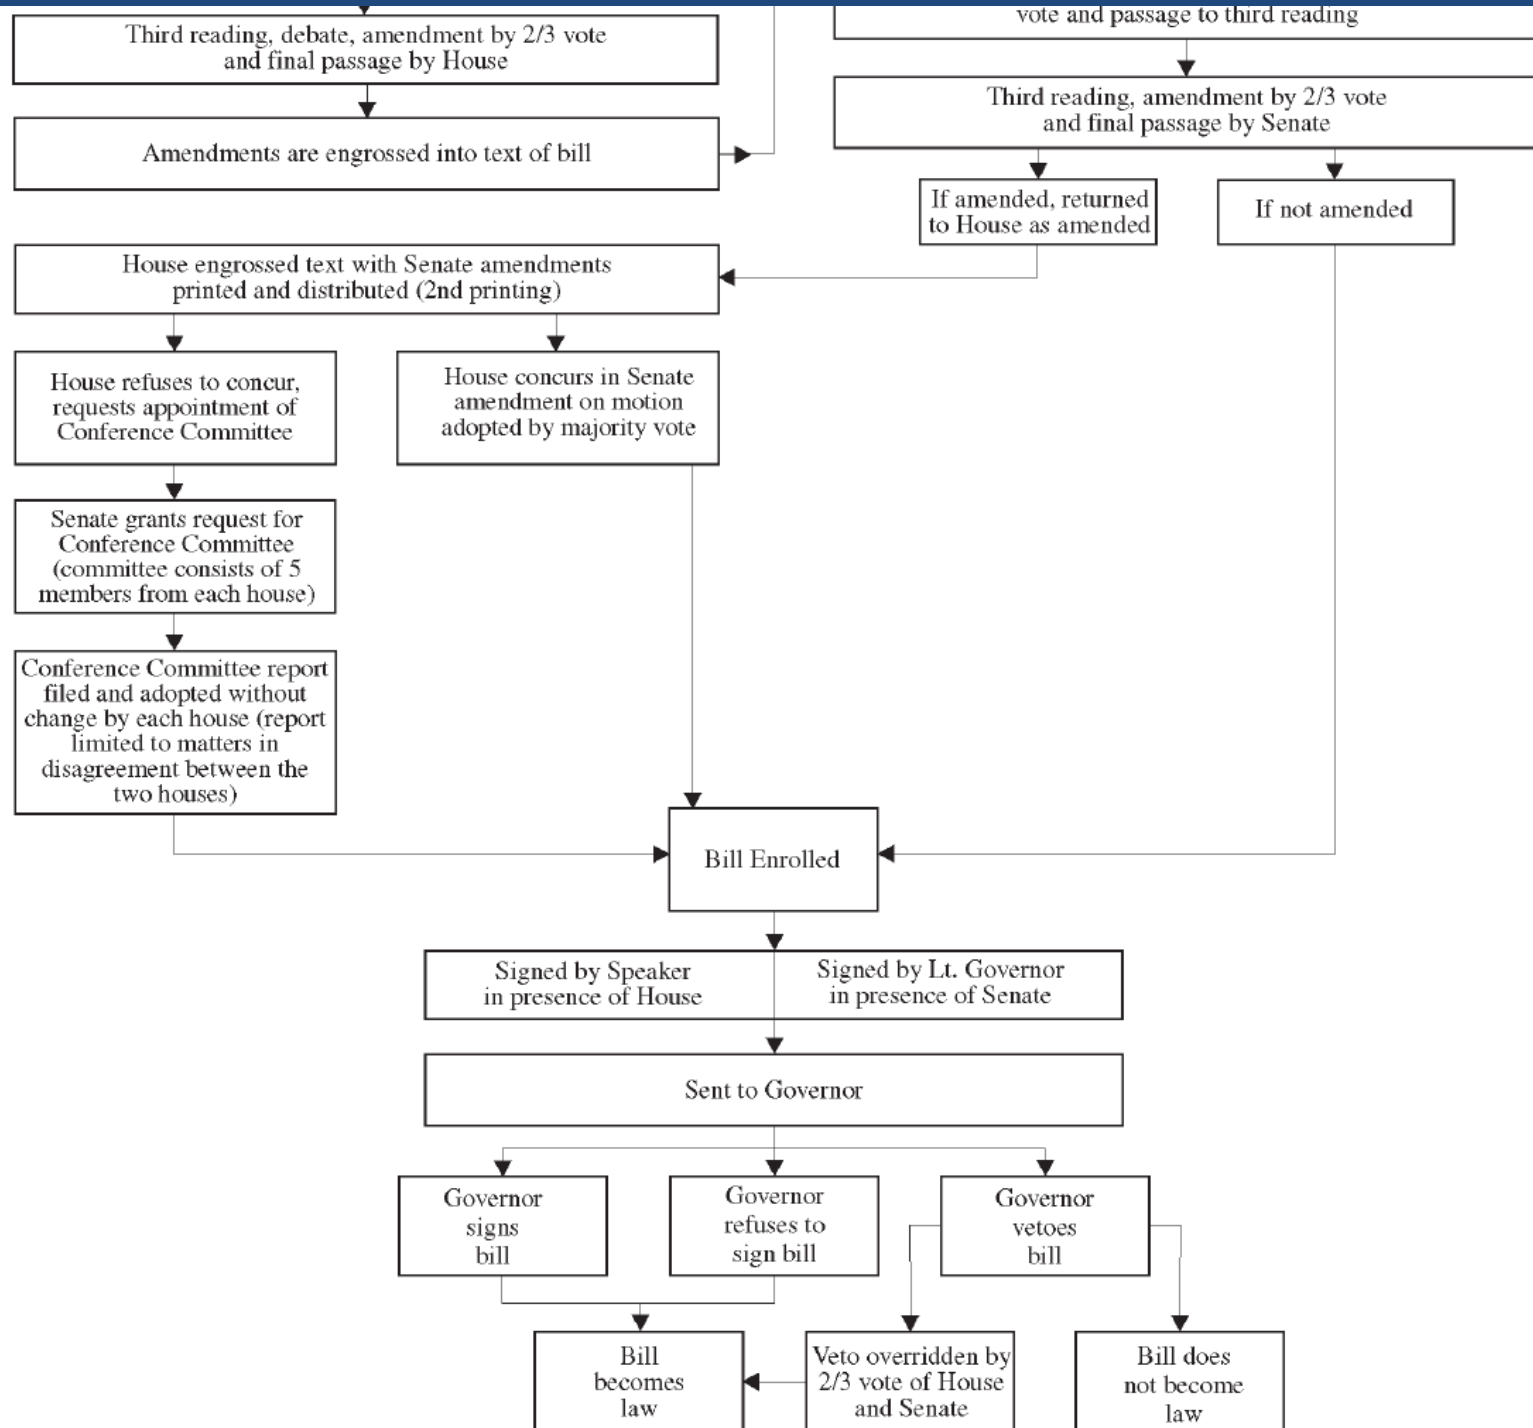 vote and passage to third reading
Third reading, debate, amendment by 2/3 vote
and final passage by House
Third reading, amendment by 2/3 vote
and final passage by Senate
Amendments are engrossed into text of bill
If amended, returned
to House as amended
If not amended
House engrossed text with Senate amendments
printed and distributed (2nd printing)
House refuses to concur,
requests appointment of
Conference Committee
House concurs in Senate
amendment on motion
adopted by majority vote
Senate grants request for
Conference Committee
(committee consists of 5
members from each house)
Conference Committee report
filed and adopted without
change by each house (report
limited to matters in
disagreement between the
two houses)
Bill Enrolled
Signed by Speaker
in presence of House
Signed by Lt. Governor
in presence of Senate
Sent to Governor
Governor
signs
bill
Governor
refuses to
sign bill
Governor
vetoes
bill
Bill
becomes
law
Veto overridden by
2/3 vote of House
and Senate
Bill does
not become
law